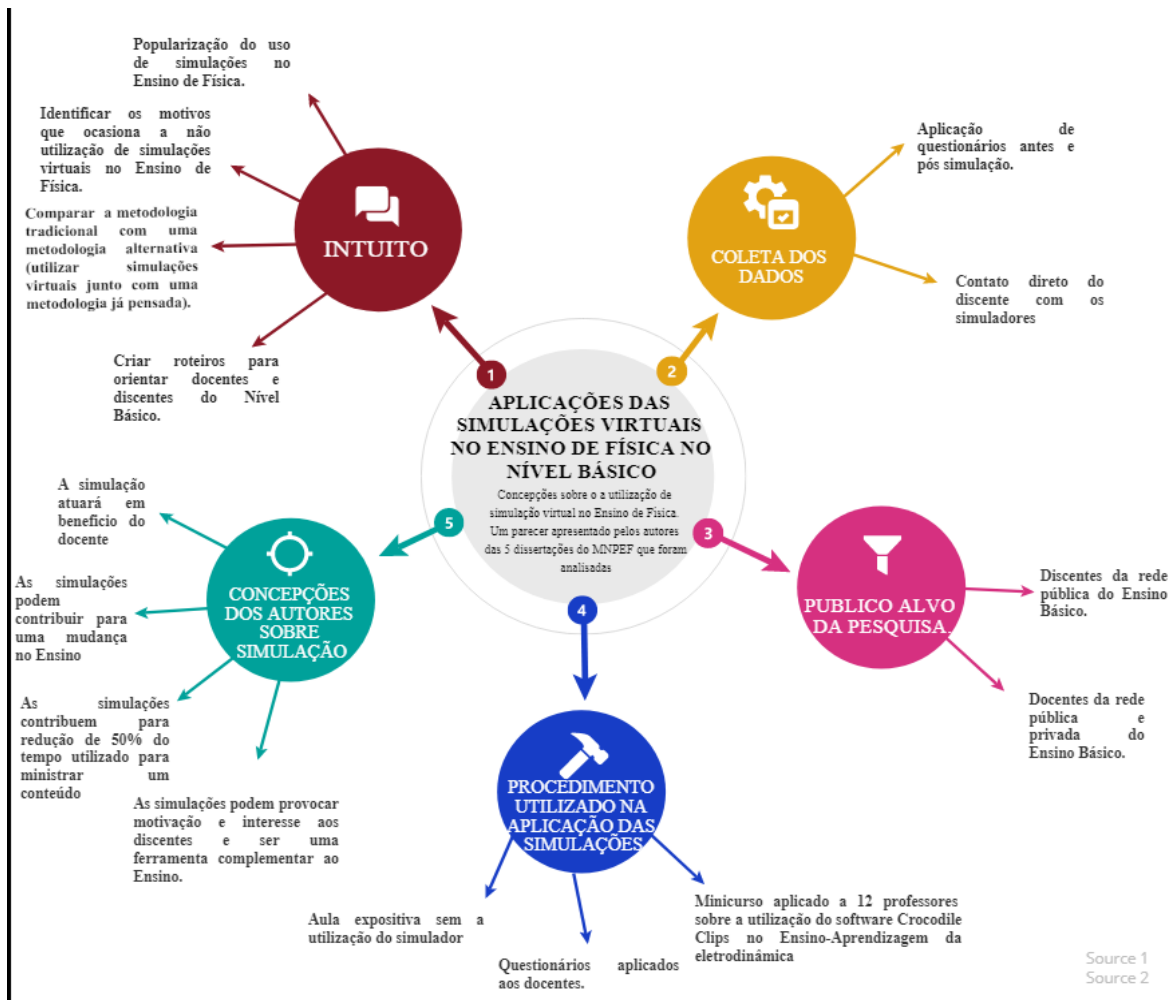 Popularização do uso
de simulações no
Ensino de Física.
Identificar os motivos
que ocasiona a não
utilização de simulações
virtuais no Ensino de
Física.
Comparar a metodologia
tradicional com uma
metodologia alternativa
(utilizar simulações
virtuais junto com uma
metodologia já pensada).
Criar roteiros para
orientar docentes e
discentes do Nível
Básico.
INTUITO
1
COLETA DOS
DADOS
2
Aplicação de
questionários antes e
pós simulação.
Contato direto do
discente com os
simuladores
APLICAÇÕES DAS
SIMULAÇÕES VIRTUAIS
NO ENSINO DE FÍSICA NO
NÍVEL BÁSICO
Concepções sobre o a utilização de
simulação virtual no Ensino de Física.
Um parecer apresentado pelos autores
das 5 dissertações do MNPEF que foram
analisadas
3
PUBLICO ALVO
DA PESQUISA.
Discentes da rede
pública do Ensino
Básico.
Docentes da rede
pública e
privada do
Ensino Básico.
4
PROCEDIMENTO
UTILIZADO NA
APLICAÇÃO DAS
SIMULAÇÕES
Aula expositiva sem a
utilização do simulador
Questionários aplicados
aos docentes.
Minicurso aplicado a 12 professores
sobre a utilização do software Crocodile
Clips no Ensino-Aprendizagem da
eletrodinâmica
5
CONCEPÇÕES
DOS AUTORES
SOBRE
SIMULAÇÃO
A simulação
atuará em
beneficio do
docente
As simulações
podem
contribuir para
uma mudança
no Ensino
As simulações
contribuem para
redução de 50% do
tempo utilizado para
ministrar um
conteúdo
As simulações podem provocar
motivação e interesse aos
discentes e ser uma
ferramenta complementar ao
Ensino.
Source 1
Source 2